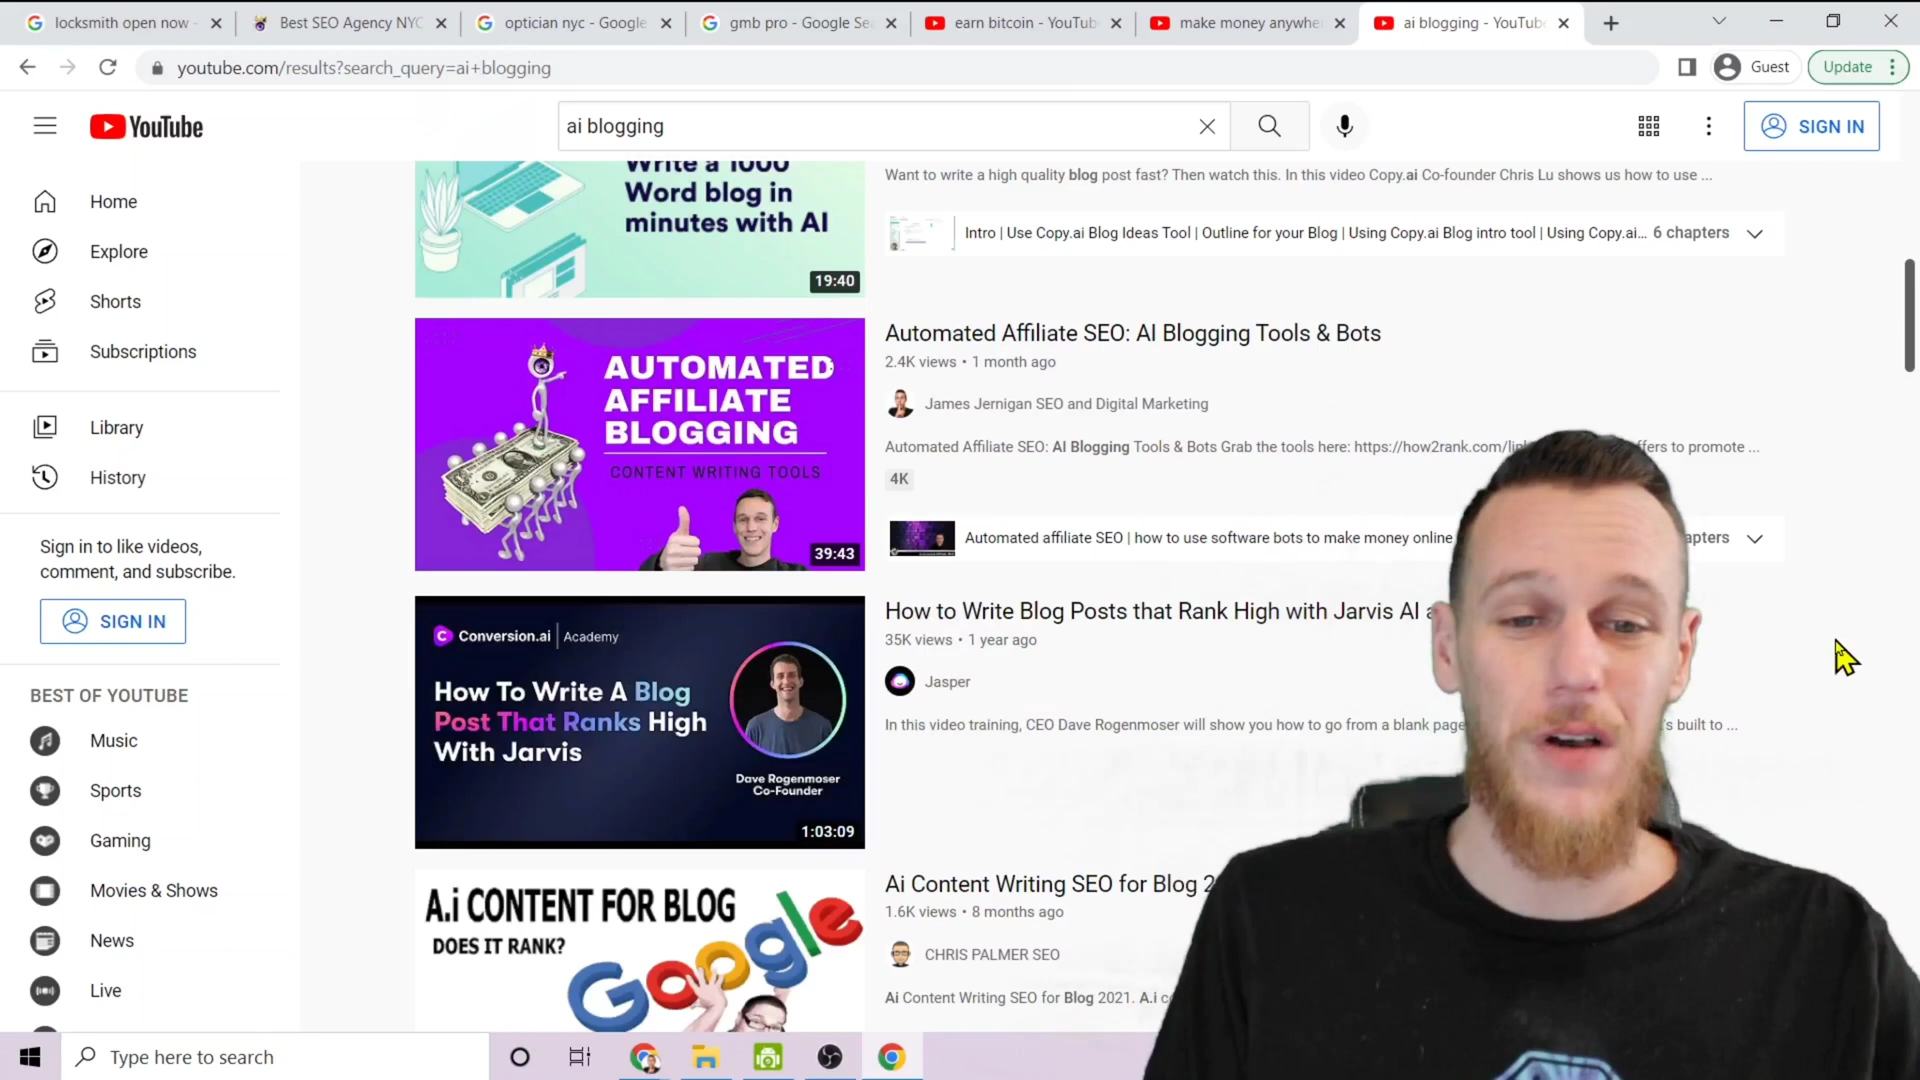 locksmith open now -
Best SEO Agency NYC
optician nyc - Google
gmb pro - Google Se
earn bitcoin - YouTub
make money anywhe
ai blogging - YouTube
youtube.com/results?search_query=ai+blogging
Guest
Update
YouTube
ai blogging
SIGN IN
Home
Explore
Shorts
Subscriptions
Library
History
Sign in to like videos,
comment, and subscribe.
SIGN IN
BEST OF YOUTUBE
Music
Sports
Gaming
Movies & Shows
News
Live
Write a 1000
Word blog in
minutes with AI
19:40
Want to write a high quality blog post fast? Then watch this. In this video Copy.ai Co-founder Chris Lu shows us how to use ...
Intro | Use Copy.ai Blog Ideas Tool | Outline for your Blog | Using Copy.ai Blog intro tool | Using Copy.ai... 6 chapters
AUTOMATED
AFFILIATE
BLOGGING
CONTENT WRITING TOOLS
39:43
Automated Affiliate SEO: AI Blogging Tools & Bots
2.4K views • 1 month ago
James Jernigan SEO and Digital Marketing
Automated Affiliate SEO: AI Blogging Tools & Bots Grab the tools here: https://how2rank.com/lin ffers to promote ...
4K
Automated affiliate SEO | how to use software bots to make money online apters
Conversion.ai | Academy
How To Write A Blog
Post That Ranks High
With Jarvis
Dave Rogenmoser
Co-Founder
1:03:09
How to Write Blog Posts that Rank High with Jarvis AI a
35K views • 1 year ago
Jasper
In this video training, CEO Dave Rogenmoser will show you how to go from a blank page 's built to ...
A.i CONTENT FOR BLOG
DOES IT RANK?
Google
Ai Content Writing SEO for Blog 2
1.6K views • 8 months ago
CHRIS PALMER SEO
Ai Content Writing SEO for Blog 2021. A.i c
Type here to search